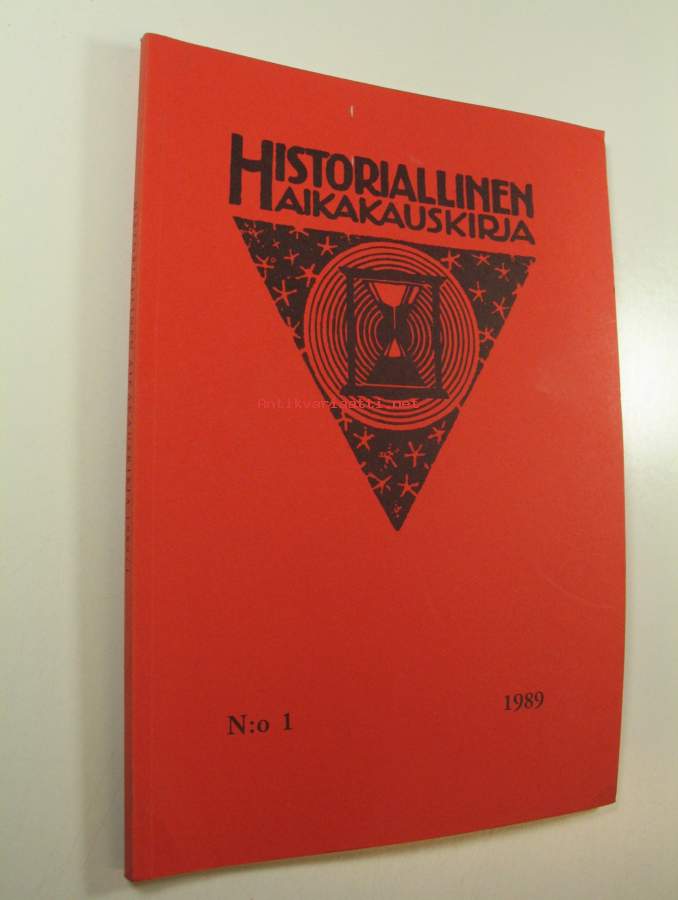 HISTORIALLINEN
AIKAKAUSKIRJA
Antikvariaatti.net
N:o 1
1989